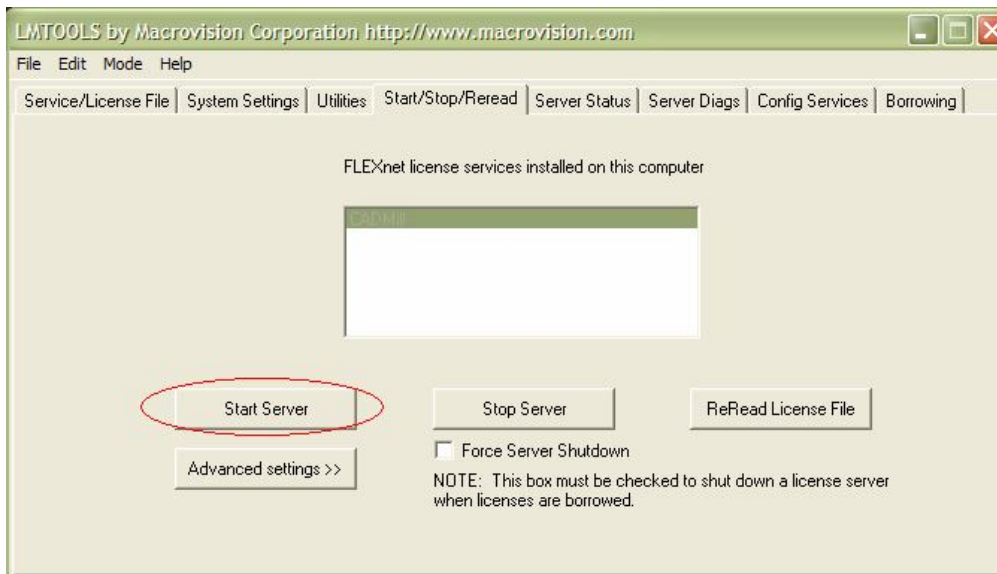 LMTOOLS by Macrovision Corporation http://www.macrovision.com
File Edit Mode Help
Service/License File System Settings Utilities Start/Stop/Reread Server Status Server Diags Config Services Borrowing
FLEXnet license services installed on this computer
CADMill
Start Server Stop Server ReRead License File
Force Server Shutdown
Advanced settings >>
NOTE: This box must be checked to shut down a license server
when licenses are borrowed.